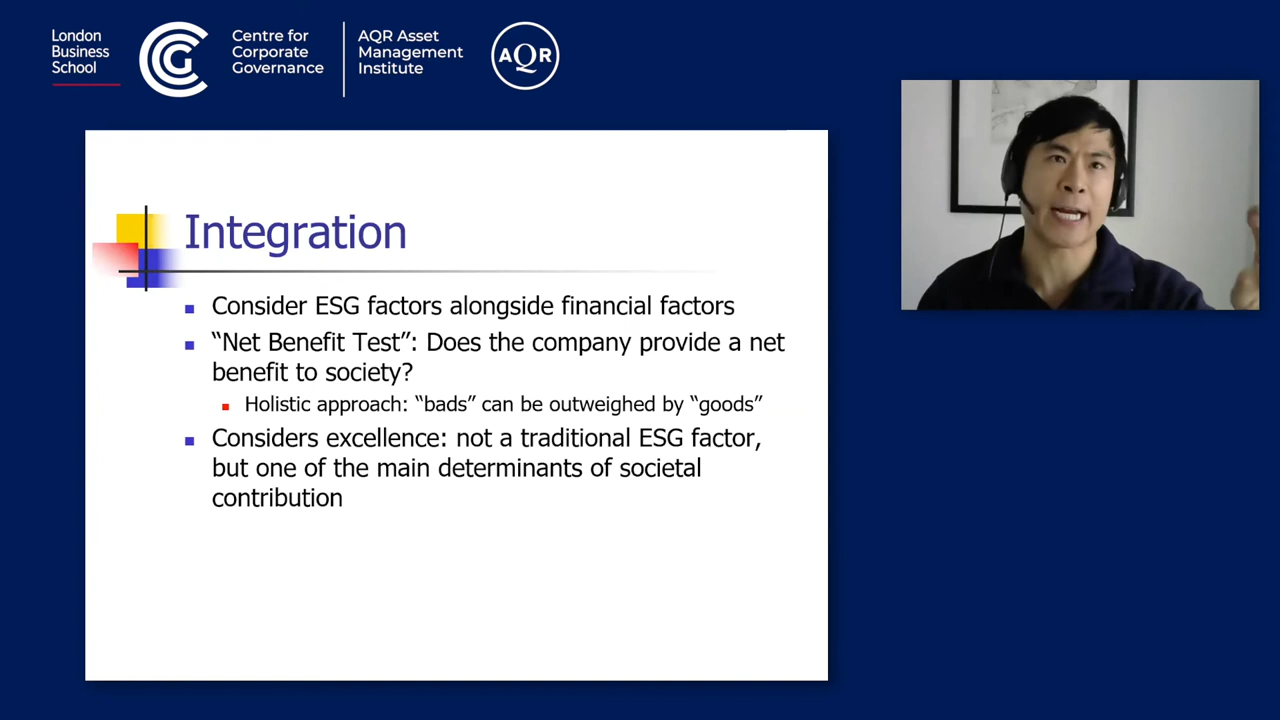 London
Business
School
Centre for
Corporate
Governance
AQR Asset
Management
Institute
AQR
Integration
Consider ESG factors alongside financial factors
“Net Benefit Test”: Does the company provide a net
benefit to society?
Holistic approach: “bads” can be outweighed by “goods”
Considers excellence: not a traditional ESG factor,
but one of the main determinants of societal
contribution